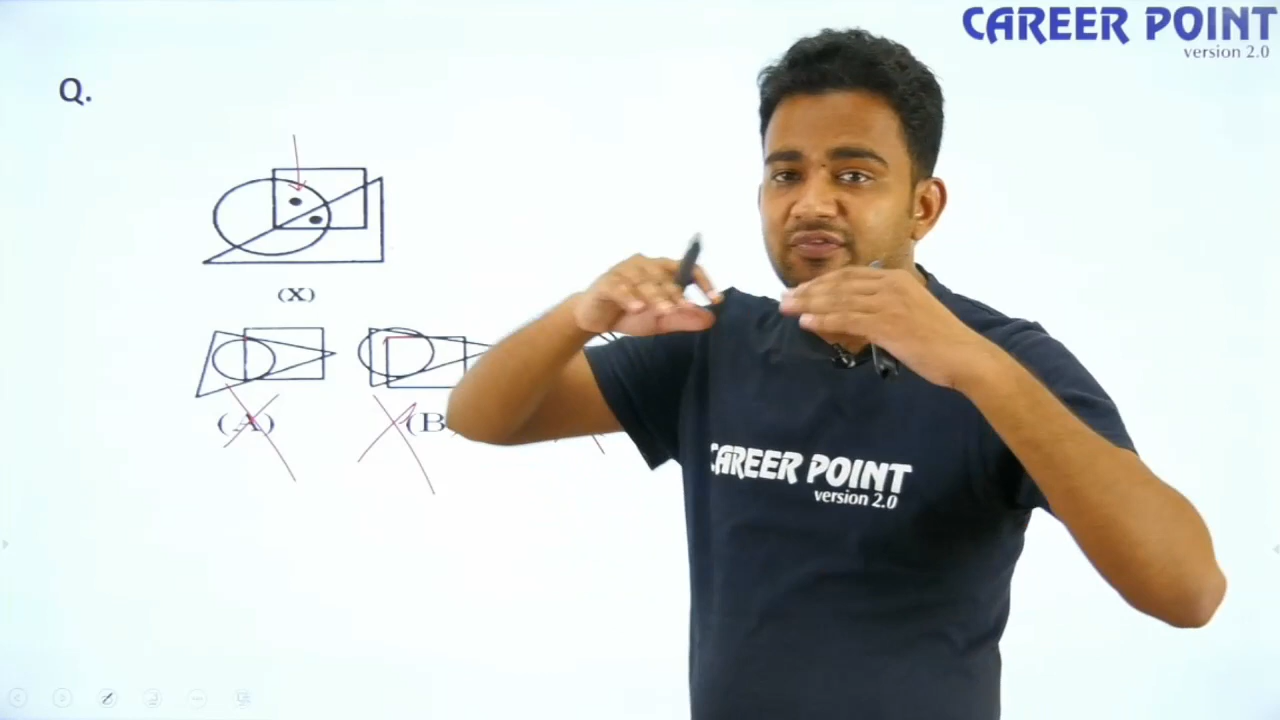 CAREER POINT
version 2.0
Q.
(X)
(A)
(B
CAREER POINT
version 2.0